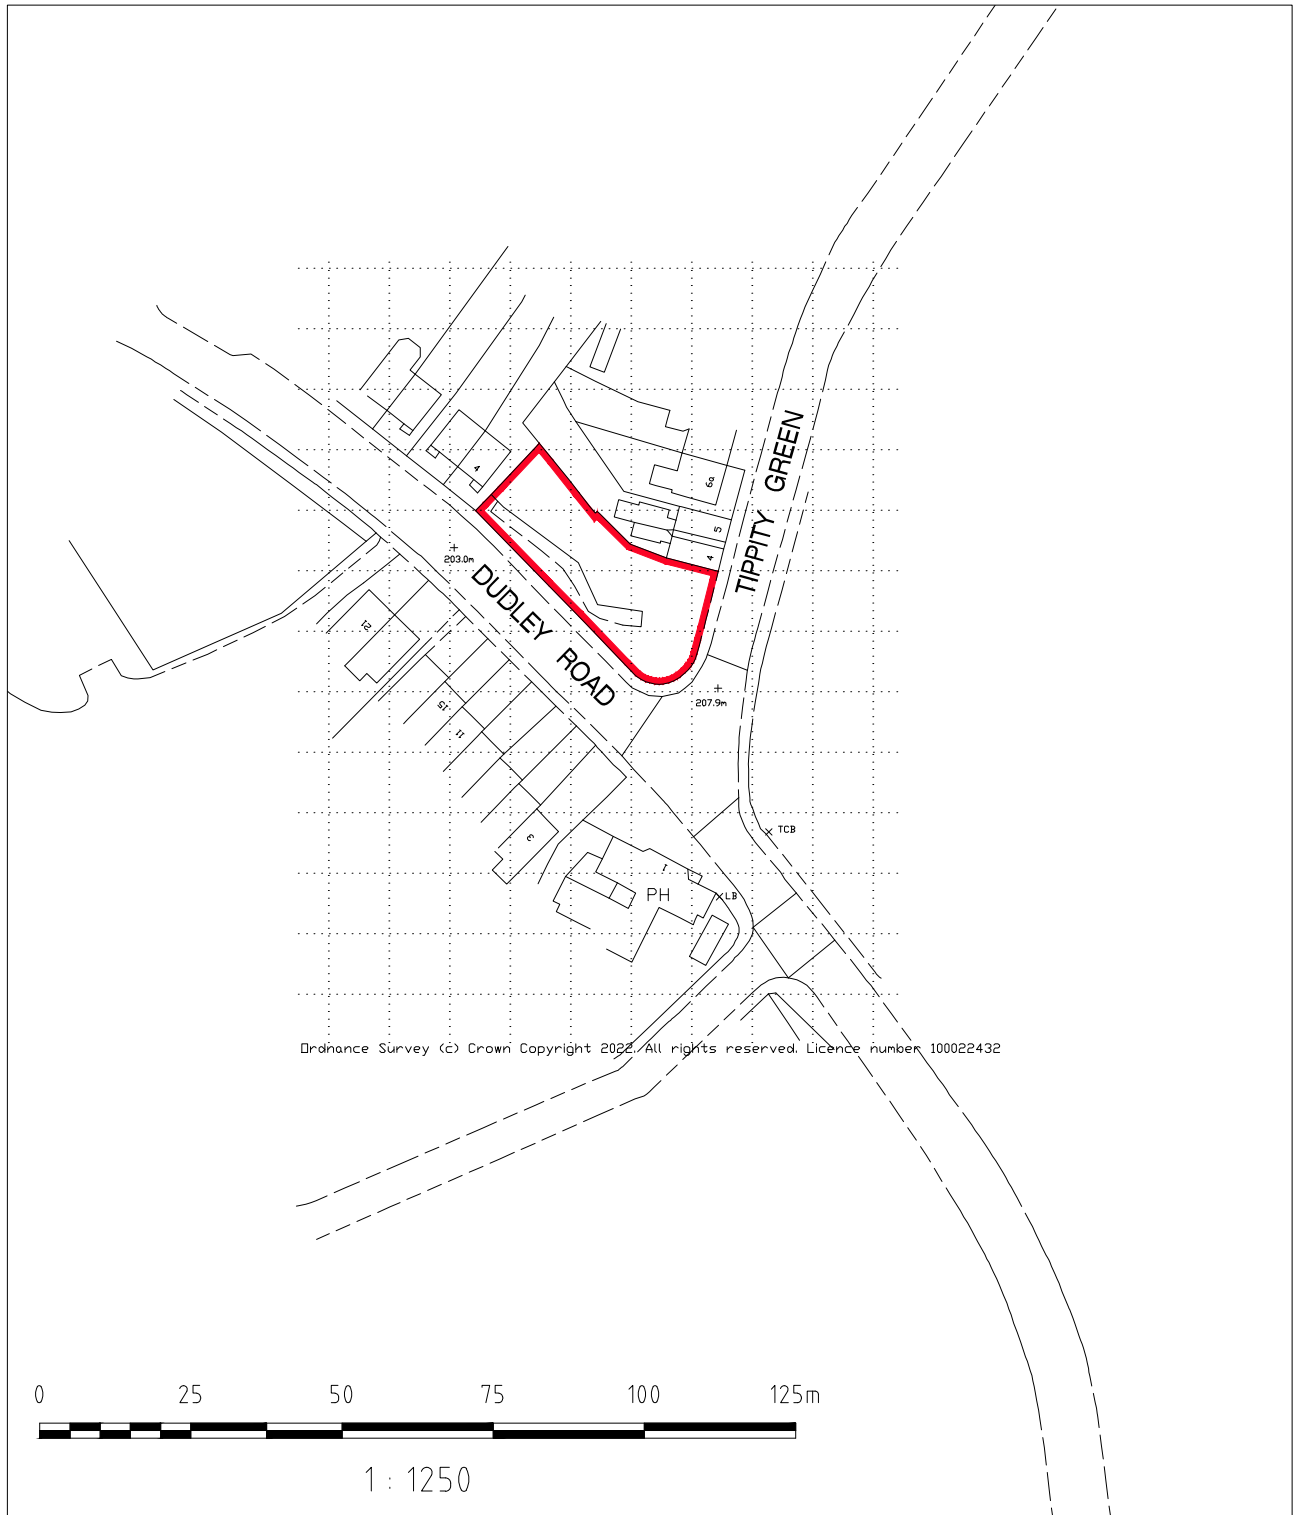 TIPPITY GREEN
4
6a
5
4
203.0m
DUDLEY ROAD
21
207.9m
15
11
TCB
3
1
PH
LB
Ordnance Survey (c) Crown Copyright 2022. All rights reserved. Licence number 100022432
0 25 50 75 100 125m
1 : 1250